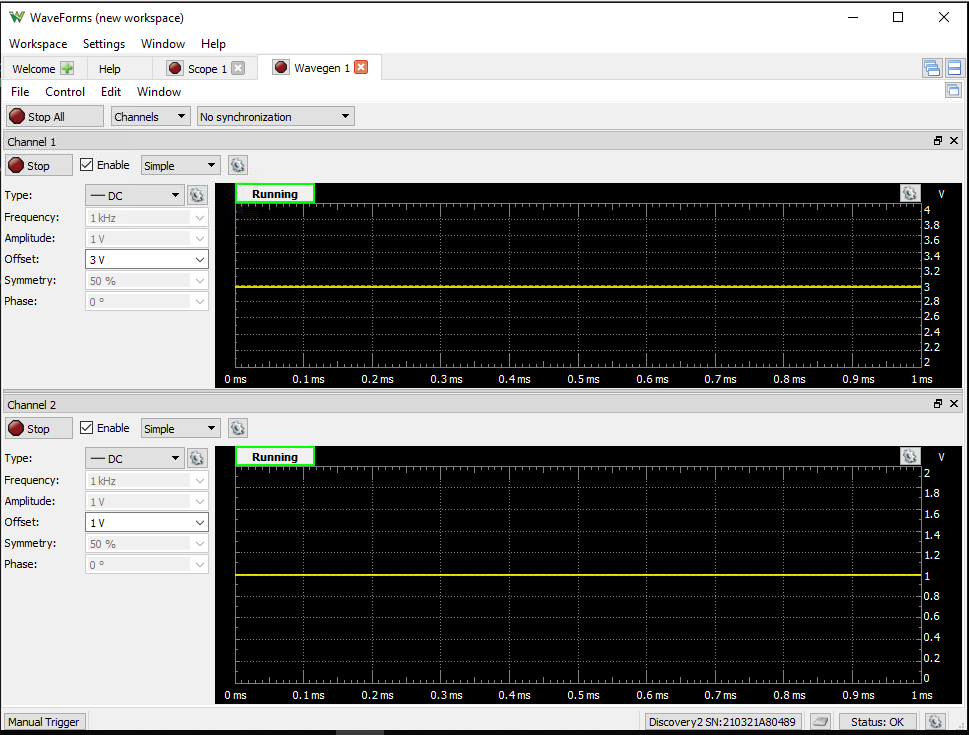 WaveForms (new workspace)
Workspace Settings Window Help
Welcome Help Scope 1 Wavegen 1
File Control Edit Window
Stop All Channels No synchronization
Channel 1
Stop Enable Simple
Type: DC
Frequency: 1 kHz
Amplitude: 1 V
Offset: 3 V
Symmetry: 50 %
Phase: 0 °
Running V
4
3.8
3.6
3.4
3.2
3
2.8
2.6
2.4
2.2
2
0 ms 0.1 ms 0.2 ms 0.3 ms 0.4 ms 0.5 ms 0.6 ms 0.7 ms 0.8 ms 0.9 ms 1 ms
Channel 2
Stop Enable Simple
Type: DC
Frequency: 1 kHz
Amplitude: 1 V
Offset: 1 V
Symmetry: 50 %
Phase: 0 °
Running V
2
1.8
1.6
1.4
1.2
1
0.8
0.6
0.4
0.2
0
0 ms 0.1 ms 0.2 ms 0.3 ms 0.4 ms 0.5 ms 0.6 ms 0.7 ms 0.8 ms 0.9 ms 1 ms
Manual Trigger Discovery2 SN:210321A80489 Status: OK